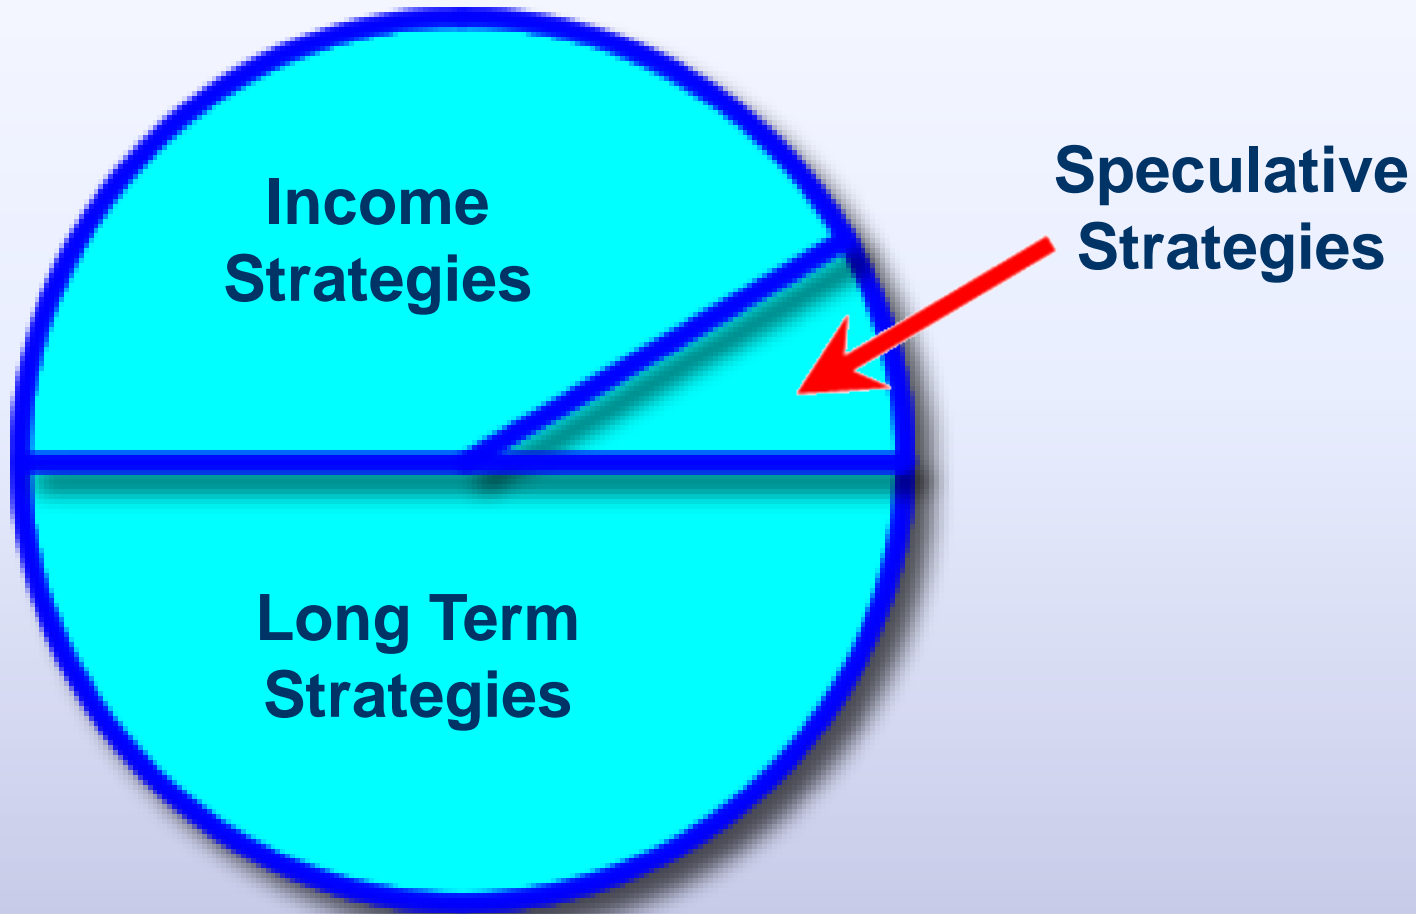 Income
Strategies
Speculative
Strategies
Long Term
Strategies